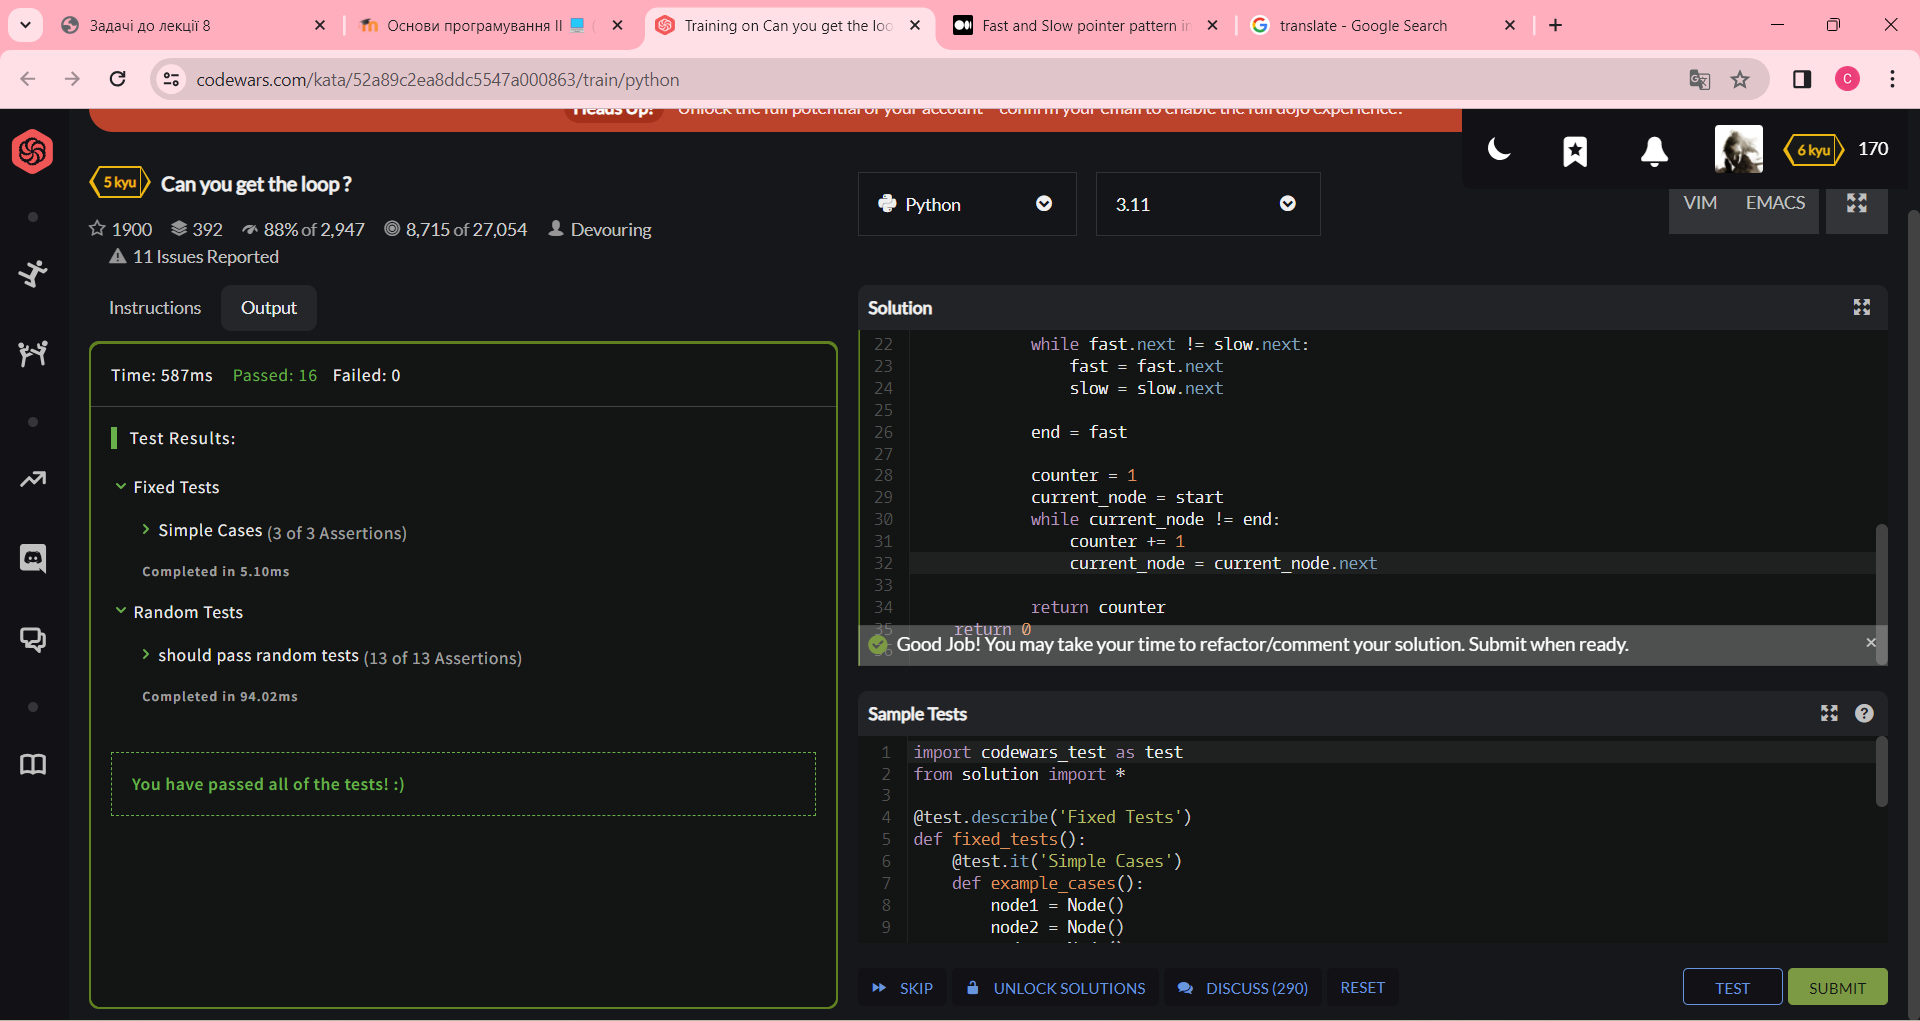 Задачі до лекції 8
Основи програмування ІІ
Training on Can you get the loo
Fast and Slow pointer pattern in
translate - Google Search
codewars.com/kata/52a89c2ea8ddc5547a000863/train/python
C
Heads Up! Unlock the full potential of your account - confirm your email to enable the full dojo experience.
6 kyu 170
5 kyu Can you get the loop ?
1900 392 88% of 2,947 8,715 of 27,054 Devouring
11 Issues Reported
Python
3.11
VIM EMACS
Instructions Output
Time: 587ms Passed: 16 Failed: 0
Test Results:
Fixed Tests
Simple Cases (3 of 3 Assertions)
Completed in 5.10ms
Random Tests
should pass random tests (13 of 13 Assertions)
Completed in 94.02ms
You have passed all of the tests! :)
Solution
22 while fast.next != slow.next:
23 fast = fast.next
24 slow = slow.next
25
26 end = fast
27
28 counter = 1
29 current_node = start
30 while current_node != end:
31 counter += 1
32 current_node = current_node.next
33
34 return counter
35 return 0
36
Good Job! You may take your time to refactor/comment your solution. Submit when ready.
Sample Tests
1 import codewars_test as test
2 from solution import *
3
4 @test.describe('Fixed Tests')
5 def fixed_tests():
6 @test.it('Simple Cases')
7 def example_cases():
8 node1 = Node()
9 node2 = Node()
SKIP UNLOCK SOLUTIONS DISCUSS (290) RESET
TEST SUBMIT